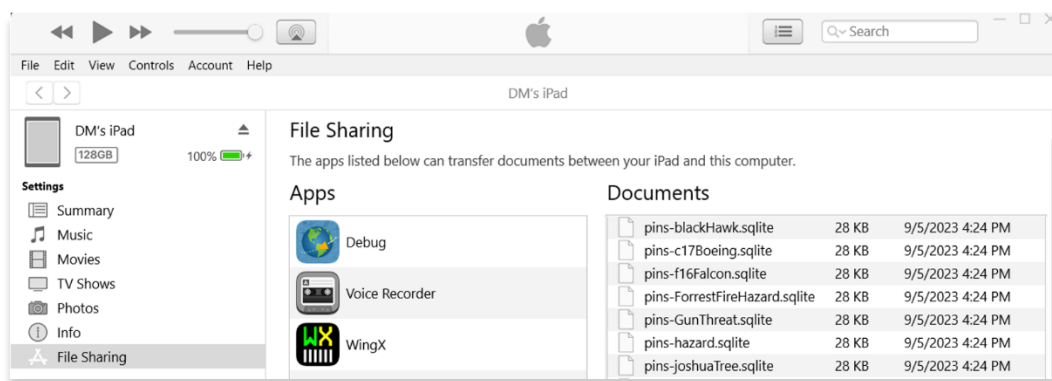 Search
File Edit View Controls Account Help
DM's iPad
DM's iPad
128GB 100%
Settings
Summary
Music
Movies
TV Shows
Photos
Info
File Sharing
File Sharing
The apps listed below can transfer documents between your iPad and this computer.
Apps
Debug
Voice Recorder
WX
WingX
Documents
pins-blackHawk.sqlite 28 KB 9/5/2023 4:24 PM
pins-c17Boeing.sqlite 28 KB 9/5/2023 4:24 PM
pins-f16Falcon.sqlite 28 KB 9/5/2023 4:24 PM
pins-ForrestFireHazard.sqlite 28 KB 9/5/2023 4:24 PM
pins-GunThreat.sqlite 28 KB 9/5/2023 4:24 PM
pins-hazard.sqlite 28 KB 9/5/2023 4:24 PM
pins-joshuaTree.sqlite 28 KB 9/5/2023 4:24 PM